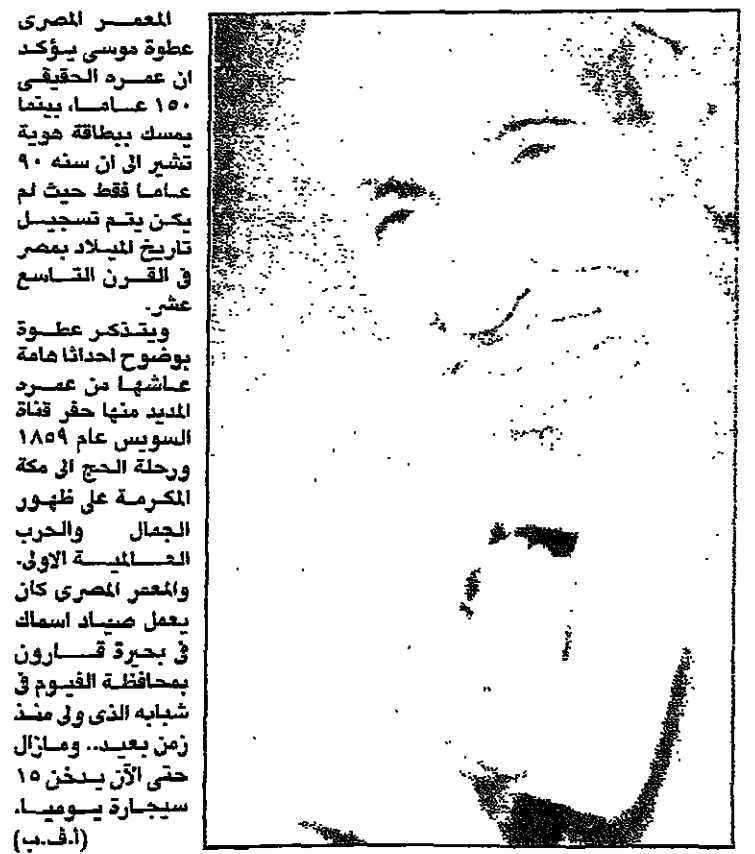 المعمر المصرى
عطوة موسى يؤكد
ان عمره الحقيقى
١٥٠ عاما، بينما
يمسك ببطاقة هوية
تشير الى ان سنه ٩٠
عاما فقط حيث لم
يكن يتم تسجيل
تاريخ الميلاد بمصر
فى القرن التاسع
عشر.
ويتذكر عطوة
بوضوح احداثا هامة
عاشها من عمره
المديد منها حفر قناة
السويس عام ١٨٥٩
ورحلة الحج الى مكة
المكرمة على ظهور
الجمال والحرب
العالمية الاولى.
والمعمر المصرى كان
يعمل صياد اسماك
فى بحيرة قارون
بمحافظة الفيوم فى
شبابه الذى ولى منذ
زمن بعيد.. ومازال
حتى الآن يدخن ١٥
سيجارة يوميا.
(أ.ف.ب)